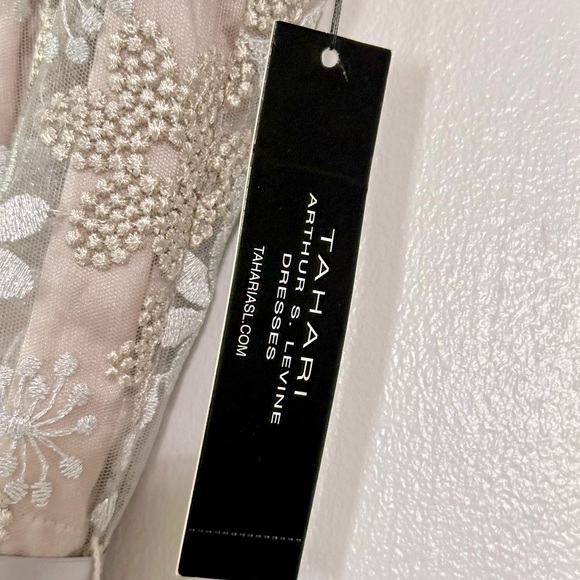 TAHARI
ARTHUR S. LEVINE
DRESSES
TAHARIASL.COM